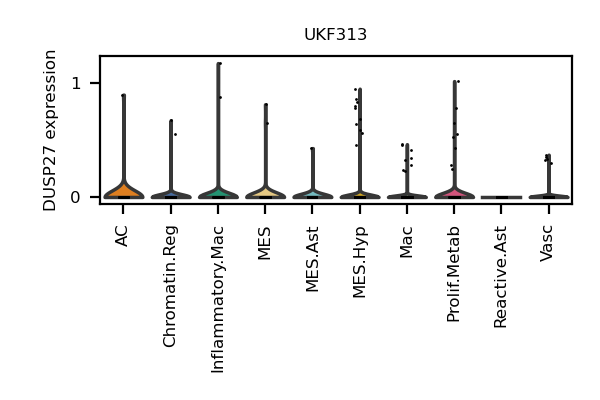 UKF313
DUSP27 expression
1
0
AC
Chromatin.Reg
Inflammatory.Mac
MES
MES.Ast
MES.Hyp
Mac
Prolif.Metab
Reactive.Ast
Vasc